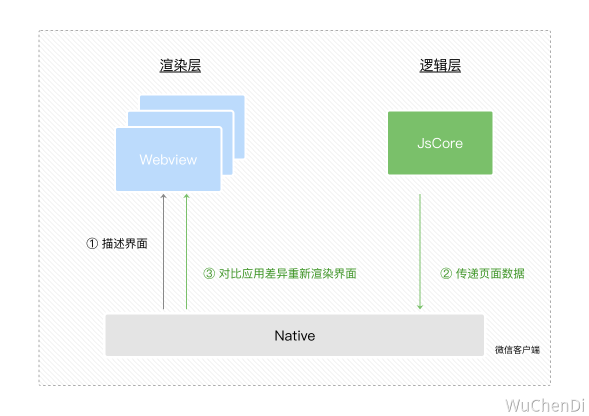 渲染层
逻辑层
Webview
JsCore
① 描述界面
③ 对比应用差异重新渲染界面
② 传递页面数据
Native
微信客户端
WuChenDi